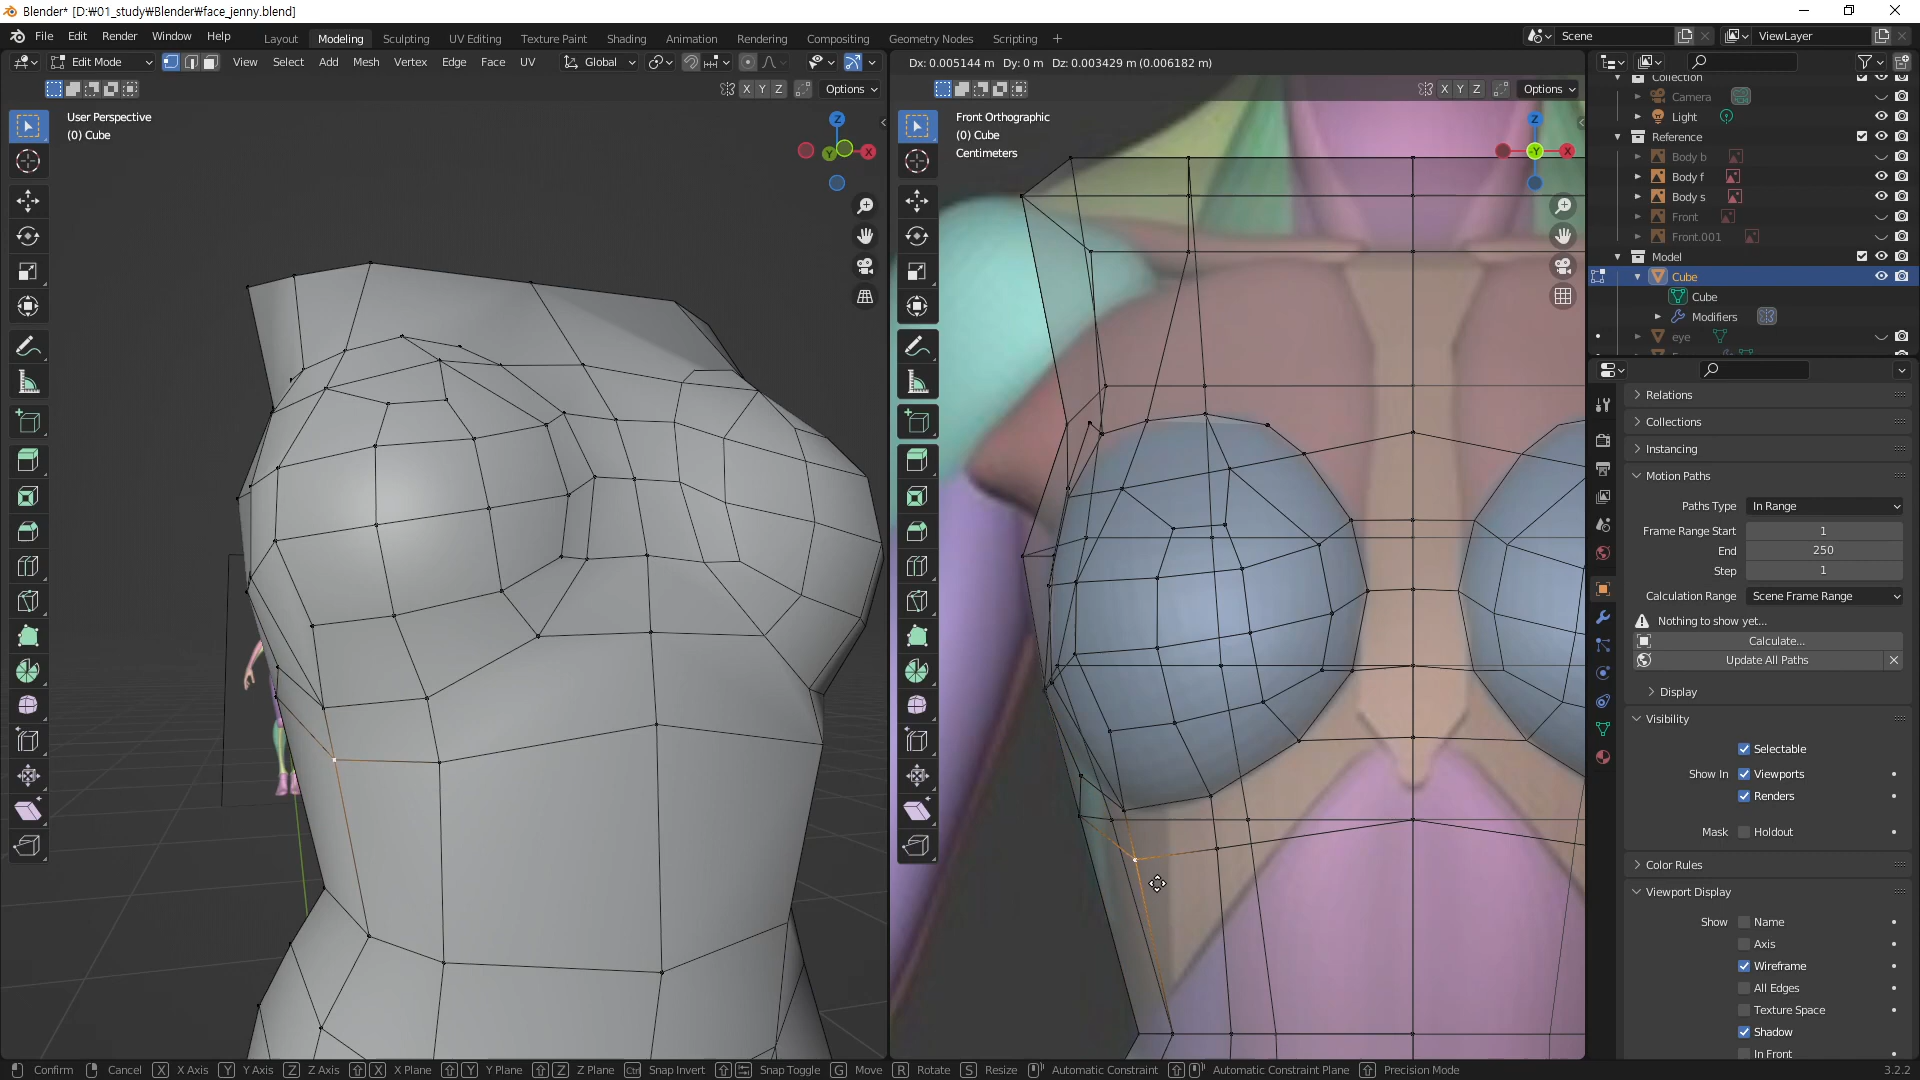 Blender* [D:₩01_study₩Blender₩face_jenny.blend]
File Edit Render Window Help Layout Modeling Sculpting UV Editing Texture Paint Shading Animation Rendering Compositing Geometry Nodes Scripting + Scene ViewLayer
Edit Mode View Select Add Mesh Vertex Edge Face UV Global Dx: 0.005144 m Dy: 0 m Dz: 0.003429 m (0.006182 m)
X Y Z Options X Y Z Options
User Perspective
(0) Cube
Z
X
Y
Front Orthographic
(0) Cube
Centimeters
Z
-Y
X
Collection
Camera
Light
Reference
Body b
Body f
Body s
Front
Front.001
Model
Cube
Cube
Modifiers
eye
Relations
Collections
Instancing
Motion Paths
Paths Type In Range
Frame Range Start 1
End 250
Step 1
Calculation Range Scene Frame Range
Nothing to show yet...
Calculate...
Update All Paths
Display
Visibility
Selectable
Show In Viewports
Renders
Mask Holdout
Color Rules
Viewport Display
Show Name
Axis
Wireframe
All Edges
Texture Space
Shadow
In Front
Confirm Cancel X X Axis Y Y Axis Z Z Axis X X Plane Y Y Plane Z Z Plane Ctrl Snap Invert Snap Toggle G Move R Rotate S Resize Automatic Constraint Automatic Constraint Plane Precision Mode 3.2.2